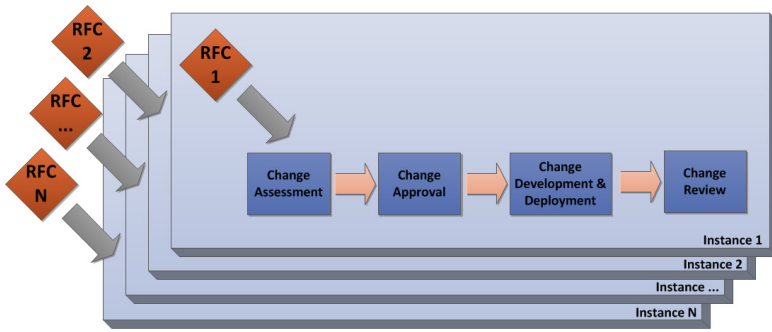 RFC
1
RFC
2
RFC
...
RFC
N
Change
Assessment
Change
Approval
Change
Development &
Deployment
Change
Review
Instance 1
Instance 2
Instance ...
Instance N